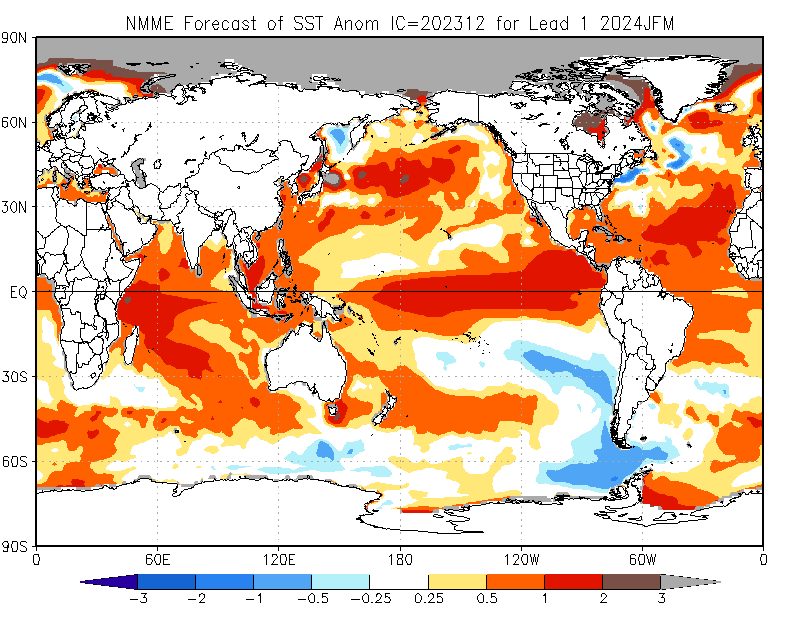 NMME Forecast of SST Anom IC=202312 for Lead 1 2024JFM
90N
60N
30N
EQ
30S
60S
90S
0 60E 120E 180 120W 60W 0
-3 -2 -1 -0.5 -0.25 0.25 0.5 1 2 3